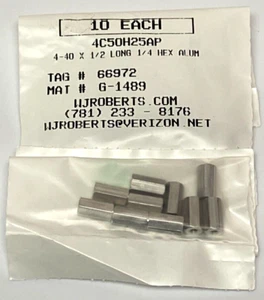 10 EACH
4C50H25AP
4-40 X 1/2 LONG 1/4 HEX ALUM
TAG # 66972
MAT # G-1489
WJROBERTS.COM
(781) 233 - 8176
WJROBERTS@VERIZON.NET